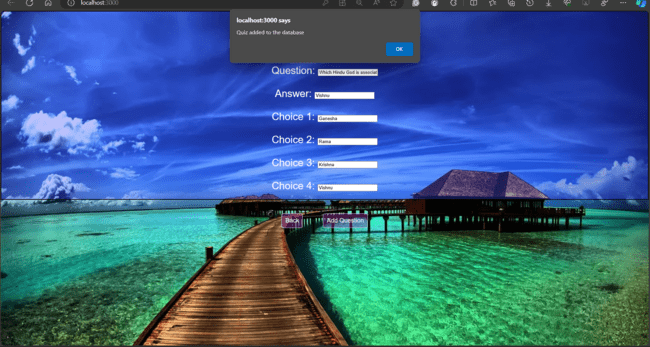 localhost:3000
localhost:3000 says
Quiz added to the database
OK
Question: Which Hindu God is associat
Answer: Vishnu
Choice 1: Ganesha
Choice 2: Rama
Choice 3: Krishna
Choice 4: Vishnu
Back Add Question